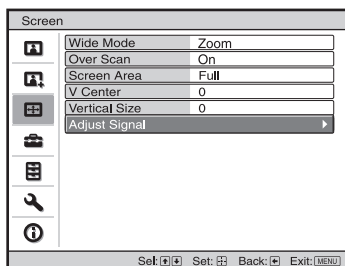 Screen
Wide Mode Zoom
Over Scan On
Screen Area Full
V Center 0
Vertical Size 0
Adjust Signal
Sel: Set: Back: Exit: MENU